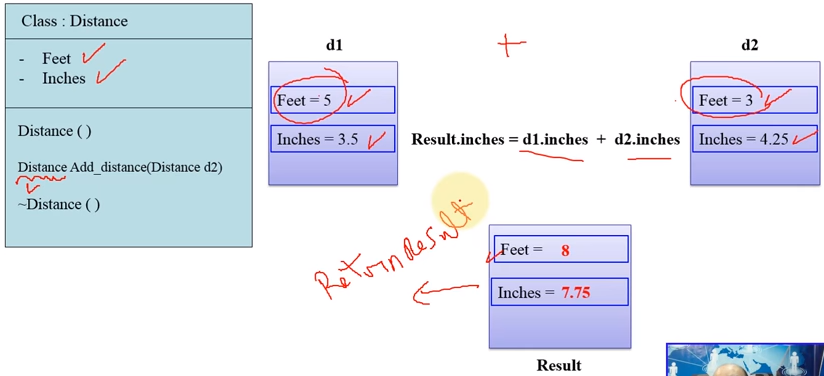 Class : Distance
- Feet
- Inches
Distance ( )
Distance Add_distance(Distance d2)
~Distance ( )
d1
Feet = 5
Inches = 3.5
+
d2
Feet = 3
Inches = 4.25
Result.inches = d1.inches + d2.inches
Return Result
Feet = 8
Inches = 7.75
Result